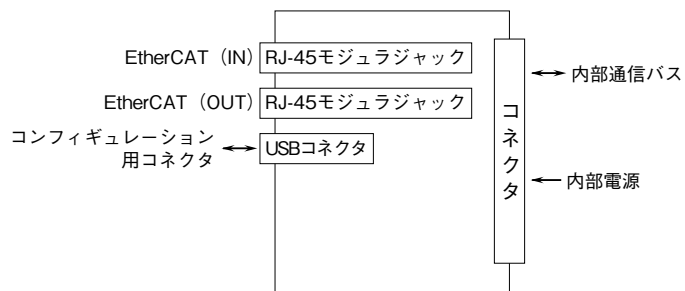 EtherCAT（IN）
RJ-45モジュラジャック
EtherCAT（OUT）
RJ-45モジュラジャック
コンフィギュレーション
用コネクタ
USBコネクタ
コネクタ
内部通信バス
内部電源